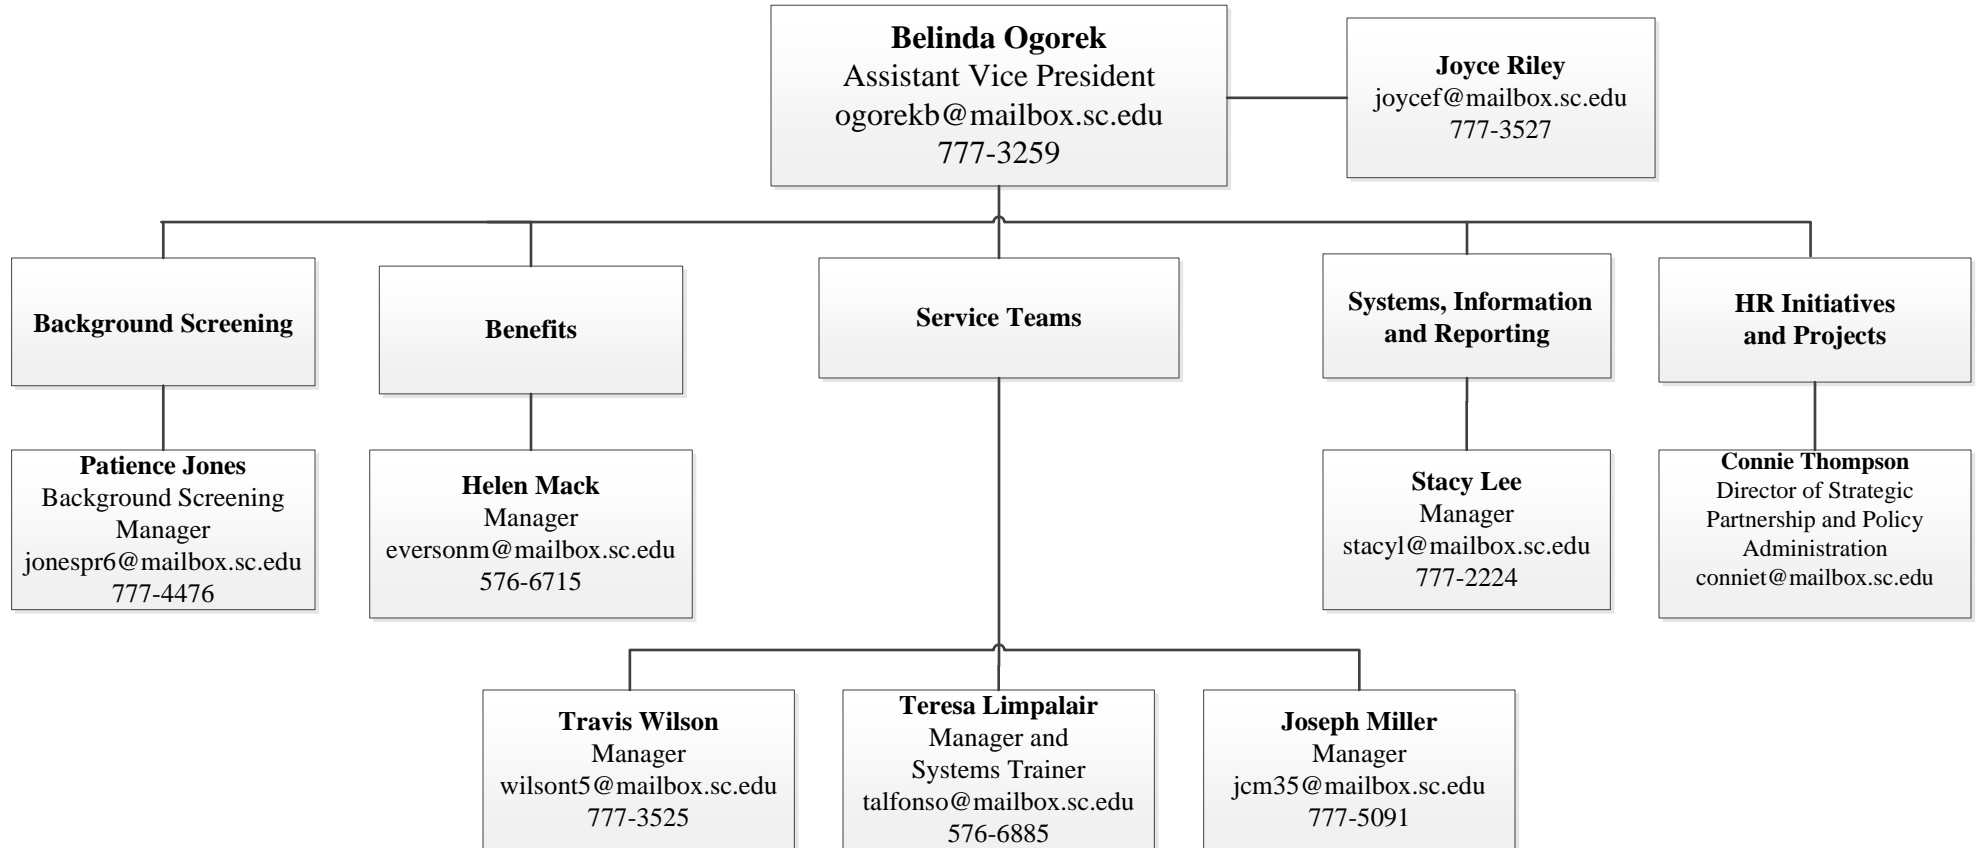 Belinda Ogorek
Assistant Vice President
ogorekb@mailbox.sc.edu
777-3259
Joyce Riley
joycef@mailbox.sc.edu
777-3527
Background Screening
Benefits
Service Teams
Systems, Information
and Reporting
HR Initiatives
and Projects
Patience Jones
Background Screening
Manager
jonespr6@mailbox.sc.edu
777-4476
Helen Mack
Manager
eversonm@mailbox.sc.edu
576-6715
Stacy Lee
Manager
stacyl@mailbox.sc.edu
777-2224
Connie Thompson
Director of Strategic
Partnership and Policy
Administration
conniet@mailbox.sc.edu
Travis Wilson
Manager
wilsont5@mailbox.sc.edu
777-3525
Teresa Limpalair
Manager and
Systems Trainer
talfonso@mailbox.sc.edu
576-6885
Joseph Miller
Manager
jcm35@mailbox.sc.edu
777-5091